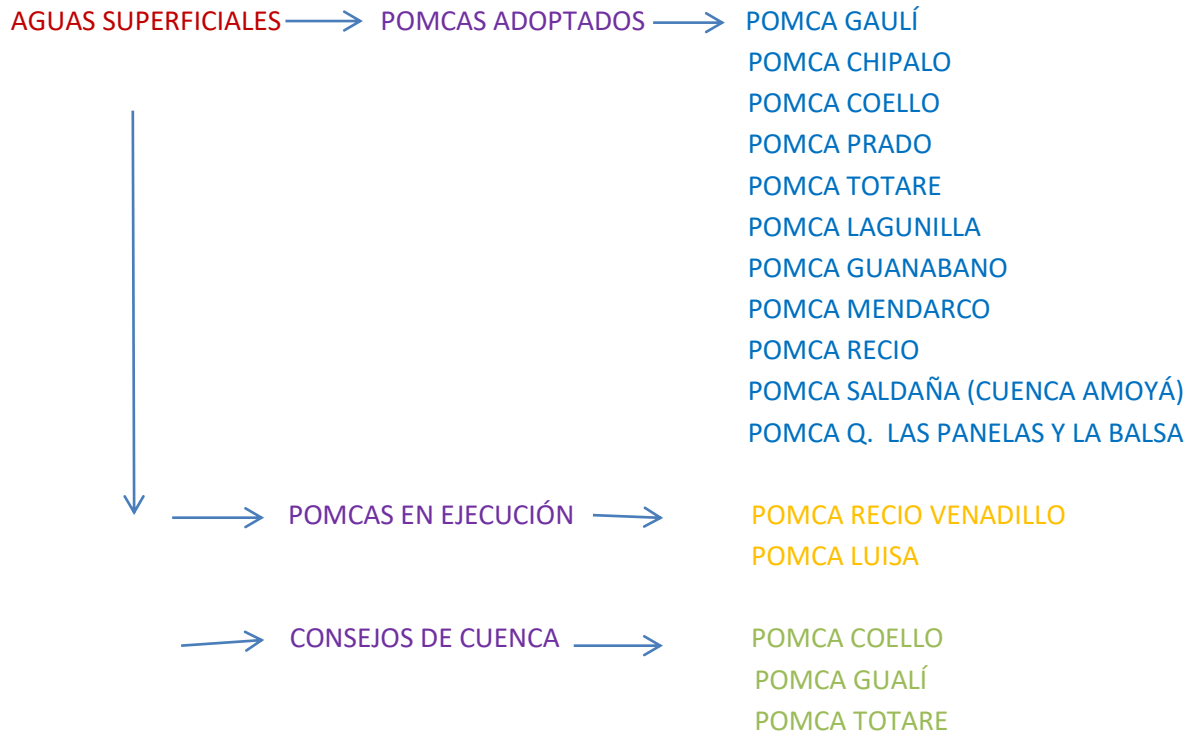 AGUAS SUPERFICIALES POMCAS ADOPTADOS POMCA GAULÍ
POMCA CHIPALO
POMCA COELLO
POMCA PRADO
POMCA TOTARE
POMCA LAGUNILLA
POMCA GUANABANO
POMCA MENDARCO
POMCA RECIO
POMCA SALDAÑA (CUENCA AMOYÁ)
POMCA Q. LAS PANELAS Y LA BALSA
POMCAS EN EJECUCIÓN POMCA RECIO VENADILLO
POMCA LUISA
CONSEJOS DE CUENCA POMCA COELLO
POMCA GUALÍ
POMCA TOTARE